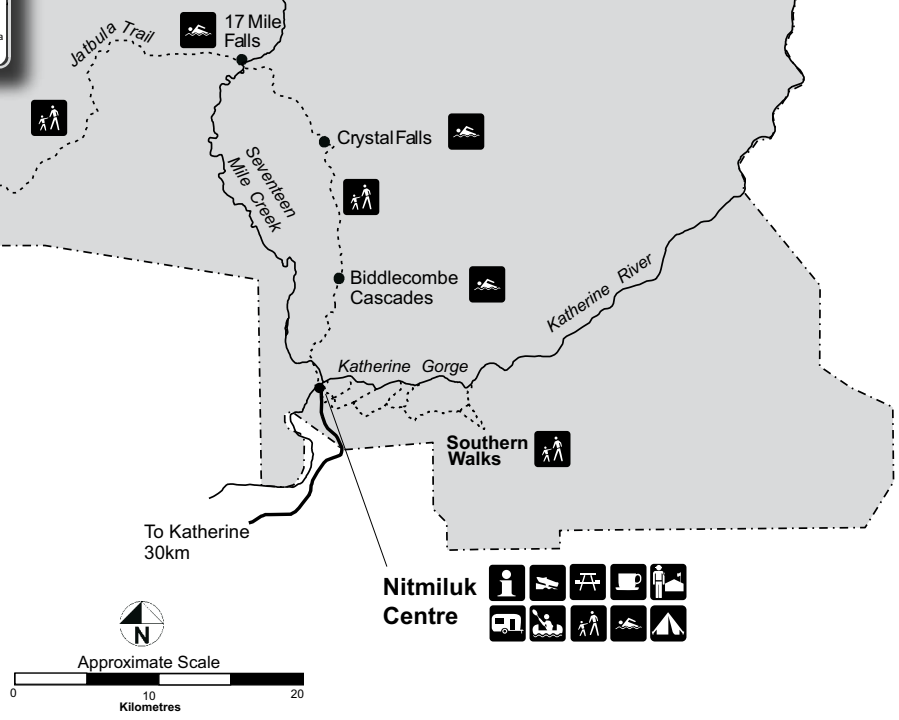 17 Mile
Falls
Jatbula Trail
Crystal Falls
Seventeen
Mile Creek
Biddlecombe
Cascades
Katherine River
Katherine Gorge
Southern
Walks
To Katherine
30km
Nitmiluk
Centre
N
Approximate Scale
0 10 20
Kilometres